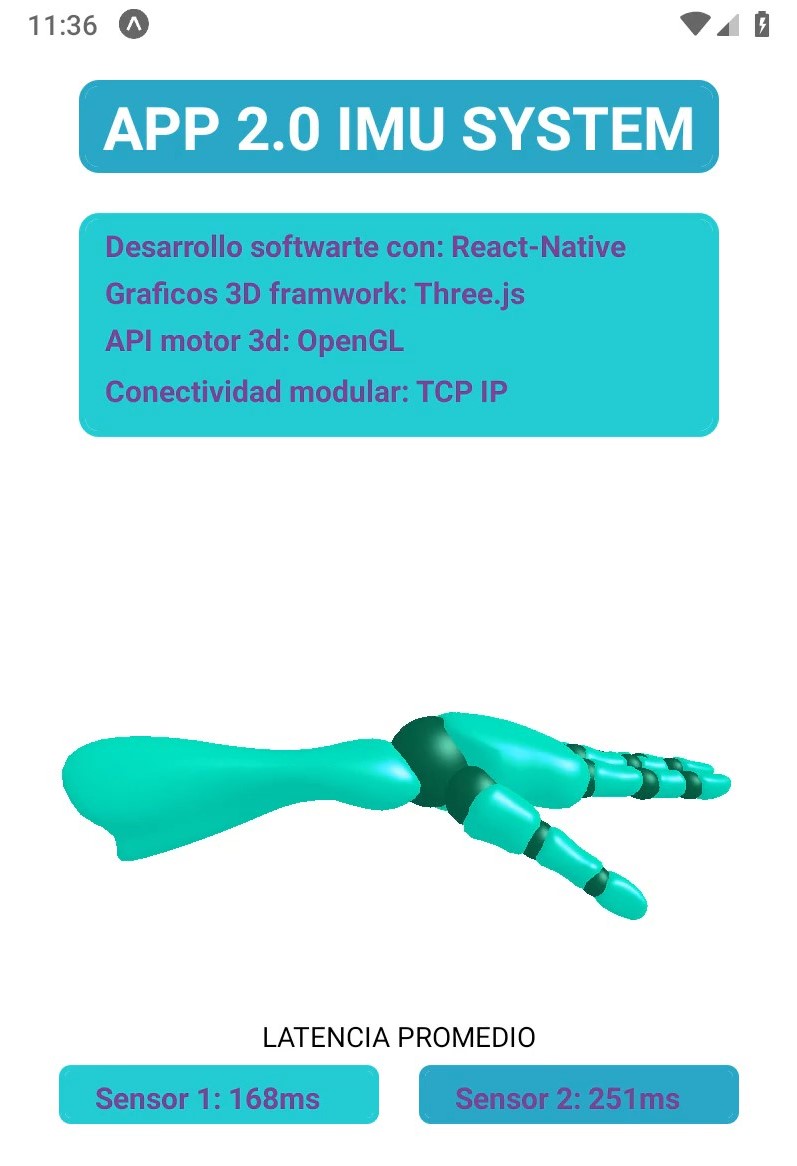 11:36
APP 2.0 IMU SYSTEM
Desarrollo softwarte con: React-Native
Graficos 3D framwork: Three.js
API motor 3d: OpenGL
Conectividad modular: TCP IP
LATENCIA PROMEDIO
Sensor 1: 168ms
Sensor 2: 251ms